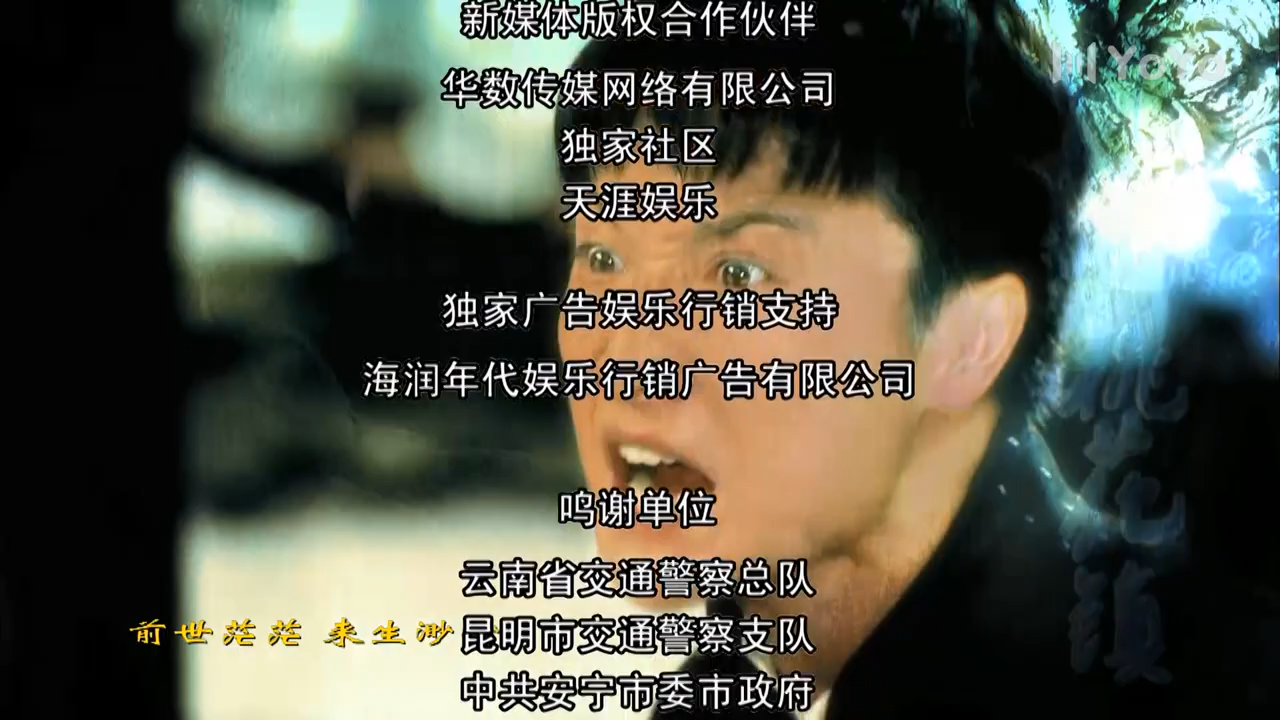 新媒体版权合作伙伴
华数传媒网络有限公司
独家社区
天涯娱乐
独家广告娱乐行销支持
海润年代娱乐行销广告有限公司
鸣谢单位
云南省交通警察总队
前世茫茫 来生渺
昆明市交通警察支队
中共安宁市委市政府
花
镇